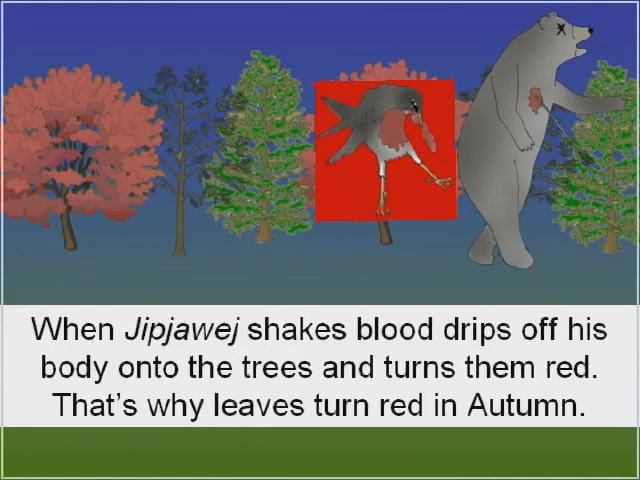 When Jipjawej shakes blood drips off his
body onto the trees and turns them red.
That's why leaves turn red in Autumn.